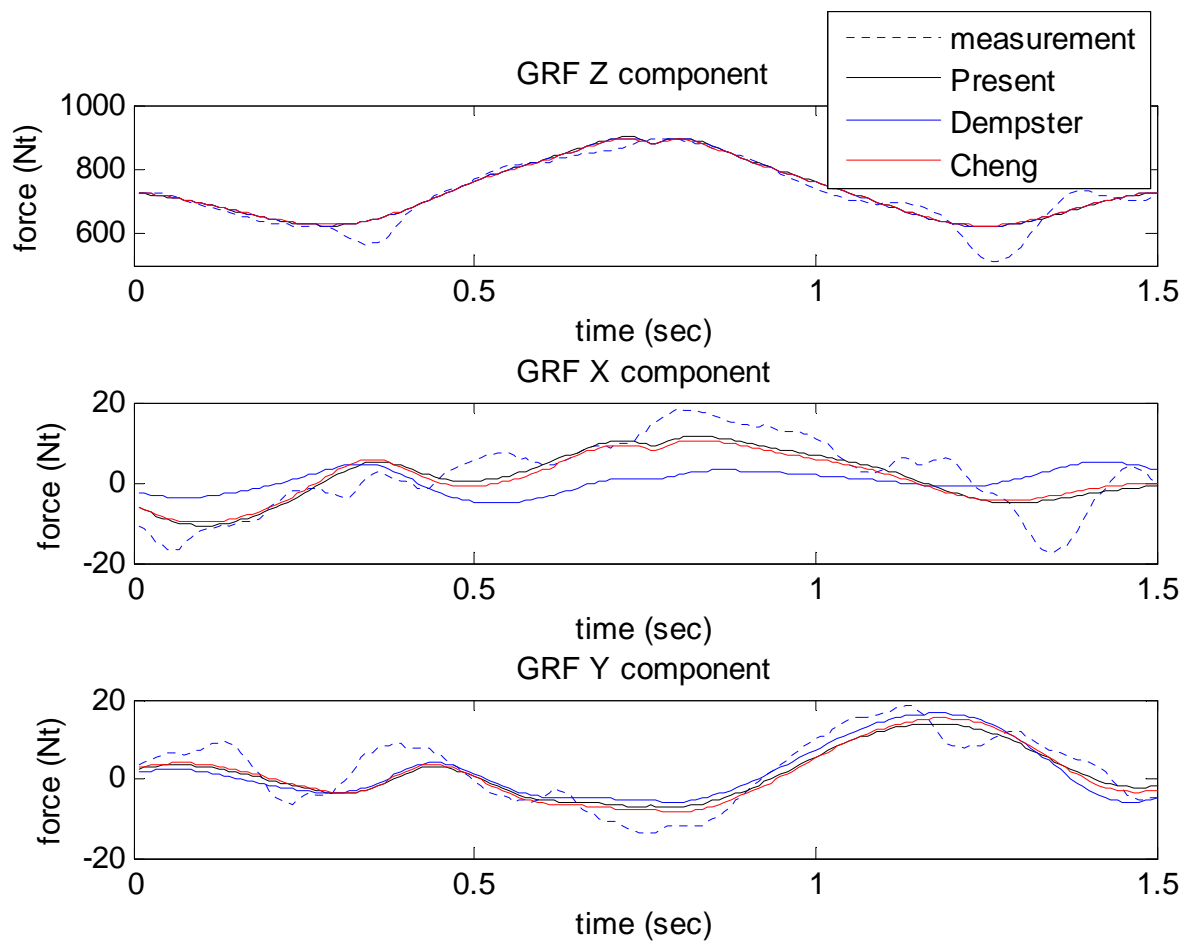 measurement
Present
Dempster
Cheng
GRF Z component
1000
800
600
force (Nt)
0 0.5 1 1.5
time (sec)
GRF X component
20
0
-20
force (Nt)
0 0.5 1 1.5
time (sec)
GRF Y component
20
0
-20
force (Nt)
0 0.5 1 1.5
time (sec)